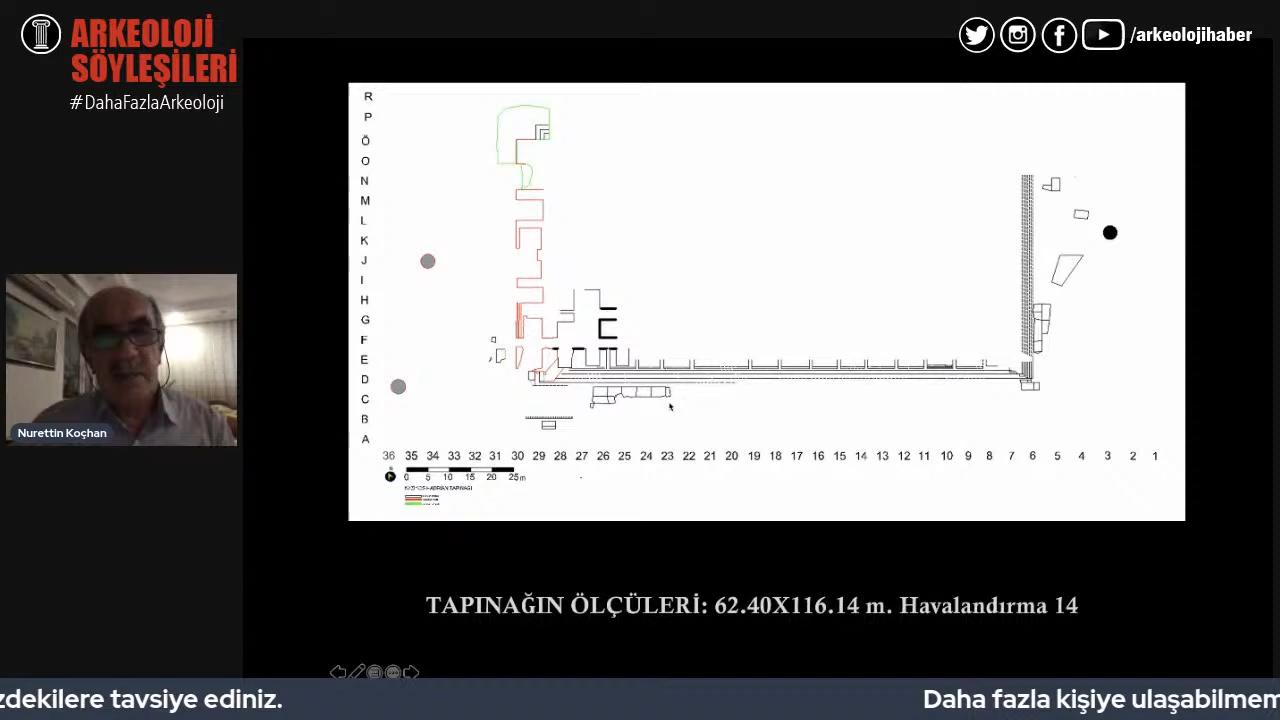 ARKEOLOJİ
SÖYLEŞİLERİ
#DahaFazlaArkeoloji
/arkeolojihaber
R
P
Ö
O
N
M
L
K
J
I
H
G
F
E
D
C
B
A
36 35 34 33 32 31 30 29 28 27 26 25 24 23 22 21 20 19 18 17 16 15 14 13 12 11 10 9 8 7 6 5 4 3 2 1
0 5 10 15 20 25m
Nurettin Koçhan
TAPINAĞIN ÖLÇÜLERİ: 62.40X116.14 m. Havalandırma 14
zdekilere tavsiye ediniz. Daha fazla kişiye ulaşabilmem